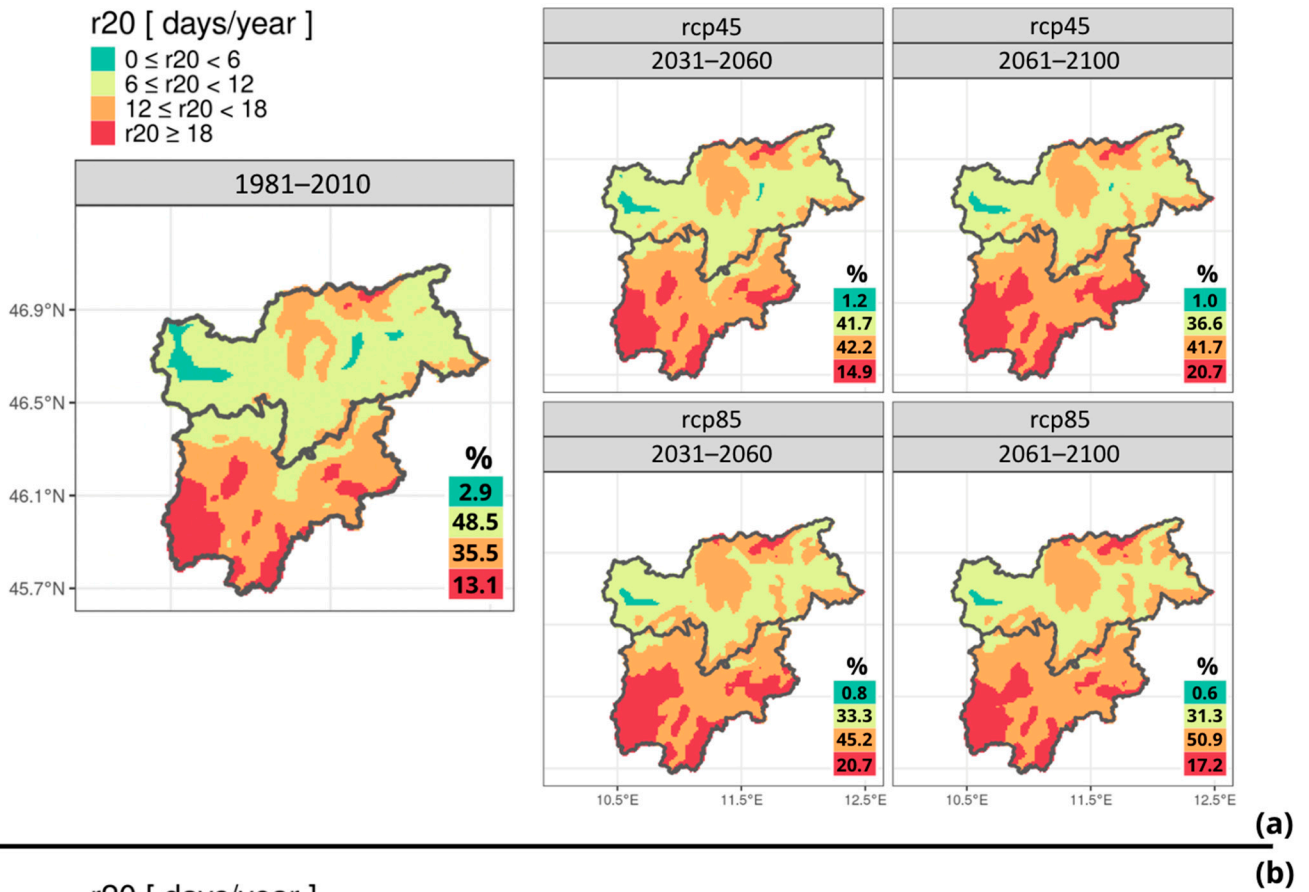 r20 [ days/year ]
0 ≤ r20 < 6
6 ≤ r20 < 12
12 ≤ r20 < 18
r20 ≥ 18
1981–2010
46.9°N
46.5°N
46.1°N
45.7°N
%
2.9
48.5
35.5
13.1
rcp45
2031–2060
%
1.2
41.7
42.2
14.9
rcp45
2061–2100
%
1.0
36.6
41.7
20.7
rcp85
2031–2060
%
0.8
33.3
45.2
20.7
10.5°E
11.5°E
12.5°E
rcp85
2061–2100
%
0.6
31.3
50.9
17.2
10.5°E
11.5°E
12.5°E
(a)
(b)
r20 [ days/year ]